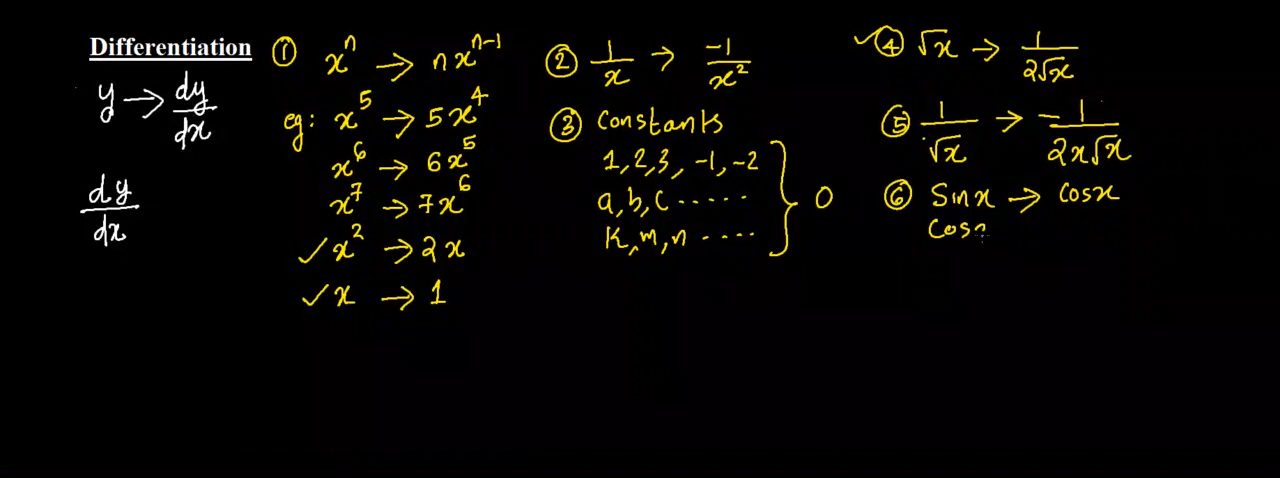 Differentiation
y → dy/dx
dy/dx
① xⁿ → nxⁿ⁻¹
eg: x⁵ → 5x⁴
x⁶ → 6x⁵
x⁷ → 7x⁶
✓ x² → 2x
✓ x → 1
② 1/x → -1/x²
③ Constants
1, 2, 3, -1, -2
a, b, c .....
K, m, n ....
} 0
✓④ √x → 1/2√x
⑤ 1/√x → -1/2x√x
⑥ Sinx → cosx